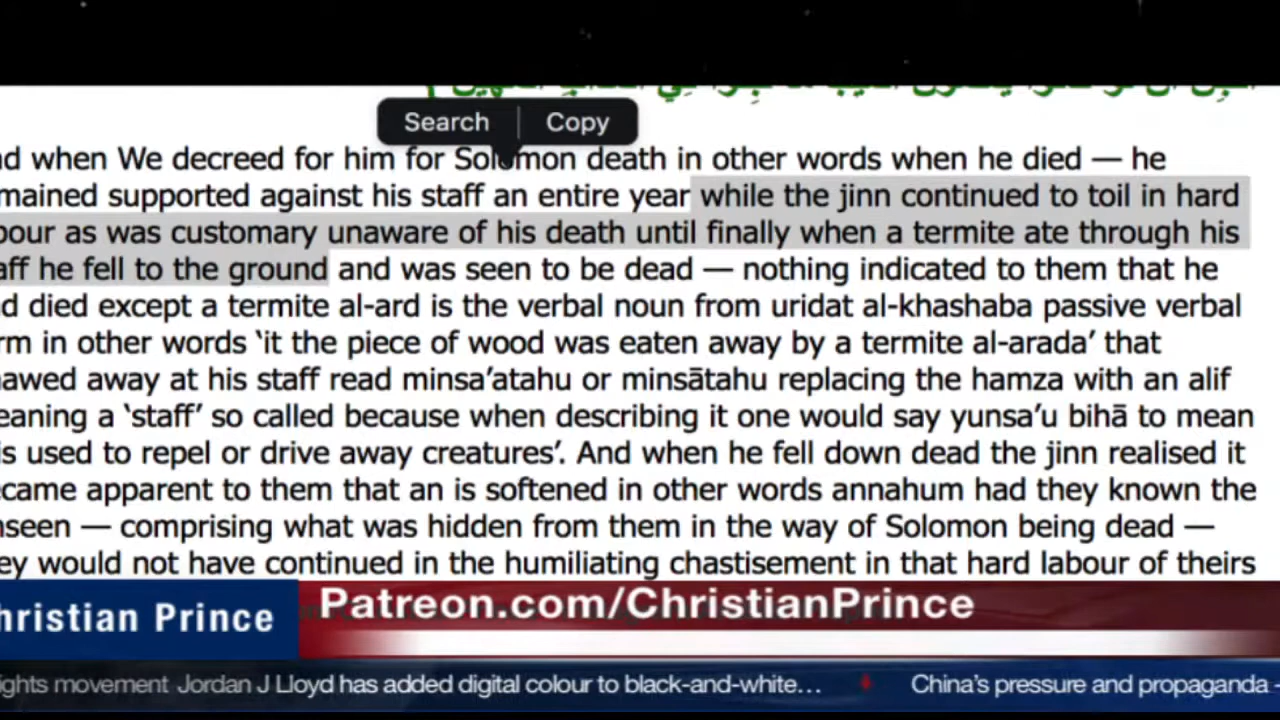 Search Copy
d when We decreed for him for Solomon death in other words when he died — he
mained supported against his staff an entire year while the jinn continued to toil in hard
bour as was customary unaware of his death until finally when a termite ate through his
aff he fell to the ground and was seen to be dead — nothing indicated to them that he
d died except a termite al-ard is the verbal noun from uridat al-khashaba passive verbal
rm in other words ‘it the piece of wood was eaten away by a termite al-arada’ that
awed away at his staff read minsa’atahu or minsātahu replacing the hamza with an alif
eaning a ‘staff’ so called because when describing it one would say yunsa’u bihā to mean
is used to repel or drive away creatures’. And when he fell down dead the jinn realised it
came apparent to them that an is softened in other words annahum had they known the
nseen — comprising what was hidden from them in the way of Solomon being dead —
ey would not have continued in the humiliating chastisement in that hard labour of theirs
hristian Prince
Patreon.com/ChristianPrince
ights movement Jordan J Lloyd has added digital colour to black-and-white… China’s pressure and propaganda -